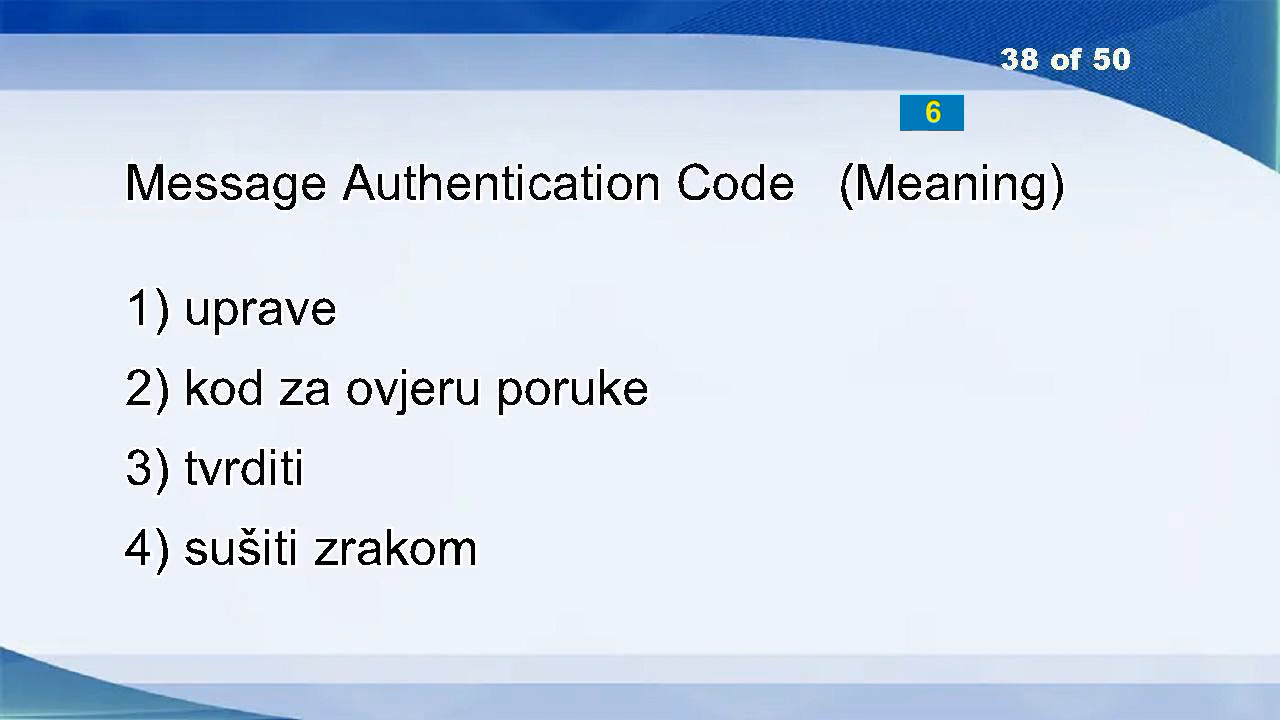 38 of 50
6
Message Authentication Code (Meaning)
1) uprave
2) kod za ovjeru poruke
3) tvrditi
4) sušiti zrakom